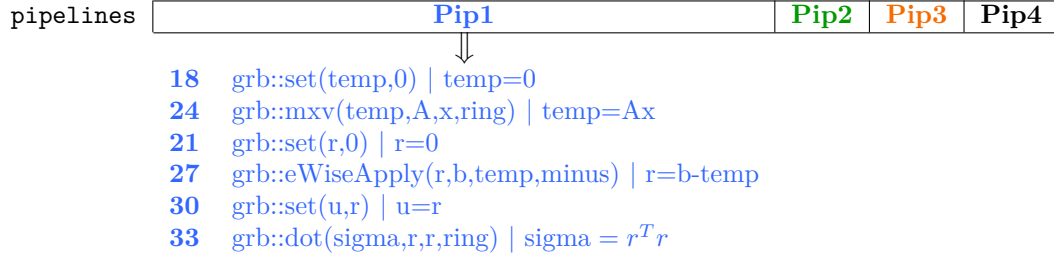 pipelines Pip1 Pip2 Pip3 Pip4
⇓
18 grb::set(temp,0) | temp=0
24 grb::mxv(temp,A,x,ring) | temp=Ax
21 grb::set(r,0) | r=0
27 grb::eWiseApply(r,b,temp,minus) | r=b-temp
30 grb::set(u,r) | u=r
33 grb::dot(sigma,r,r,ring) | sigma = r^T r